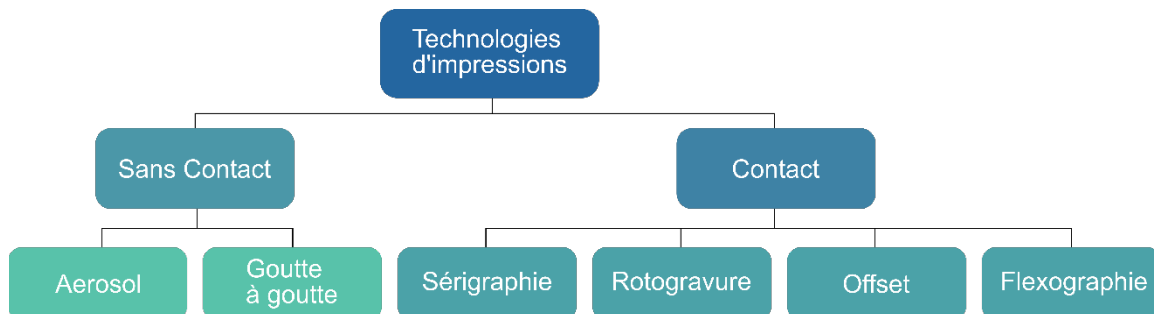 Technologies
d'impressions
Sans Contact
Contact
Aerosol
Goutte
à goutte
Sérigraphie
Rotogravure
Offset
Flexographie